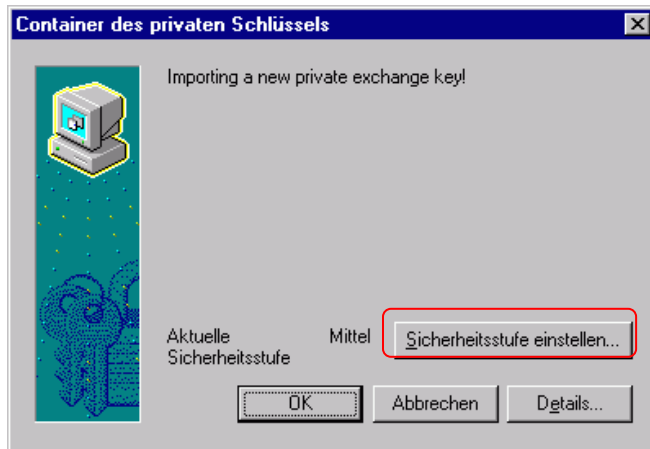 Container des privaten Schlüssels
Importing a new private exchange key!
Aktuelle Sicherheitsstufe
Mittel
Sicherheitsstufe einstellen...
OK
Abbrechen
Details...